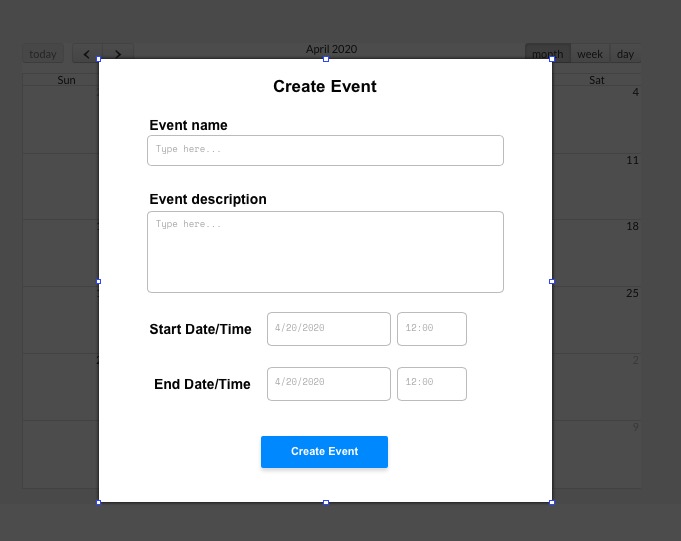 April 2020
today < > month week day
Sun Sat
4
11
18
25
2
9
Create Event
Event name
Type here...
Event description
Type here...
Start Date/Time 4/20/2020 12:00
End Date/Time 4/20/2020 12:00
Create Event